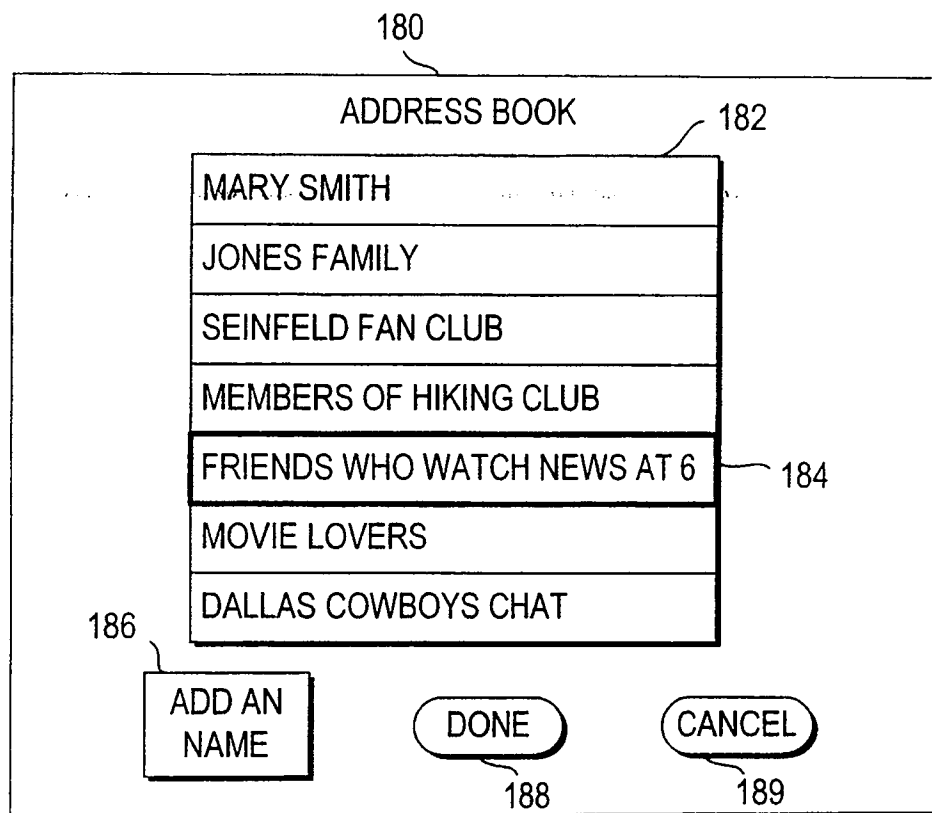 180
ADDRESS BOOK
182
MARY SMITH
JONES FAMILY
SEINFELD FAN CLUB
MEMBERS OF HIKING CLUB
FRIENDS WHO WATCH NEWS AT 6
184
MOVIE LOVERS
DALLAS COWBOYS CHAT
186
ADD AN
NAME
DONE
CANCEL
188
189